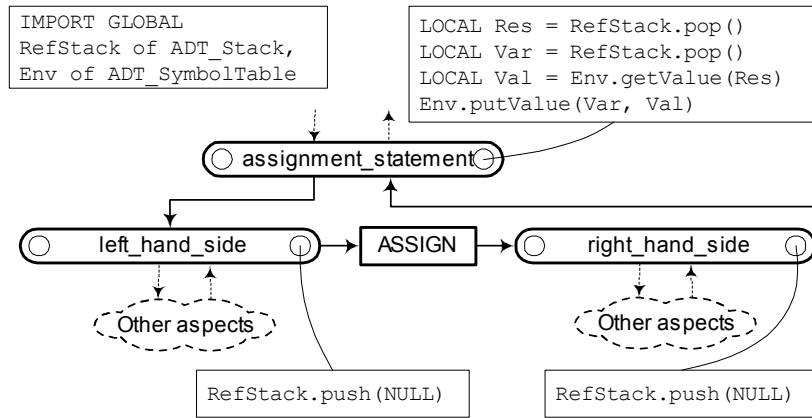 IMPORT GLOBAL
RefStack of ADT_Stack,
Env of ADT_SymbolTable
LOCAL Res = RefStack.pop()
LOCAL Var = RefStack.pop()
LOCAL Val = Env.getValue(Res)
Env.putValue(Var, Val)
assignment_statement
left_hand_side
ASSIGN
right_hand_side
Other aspects
Other aspects
RefStack.push(NULL)
RefStack.push(NULL)